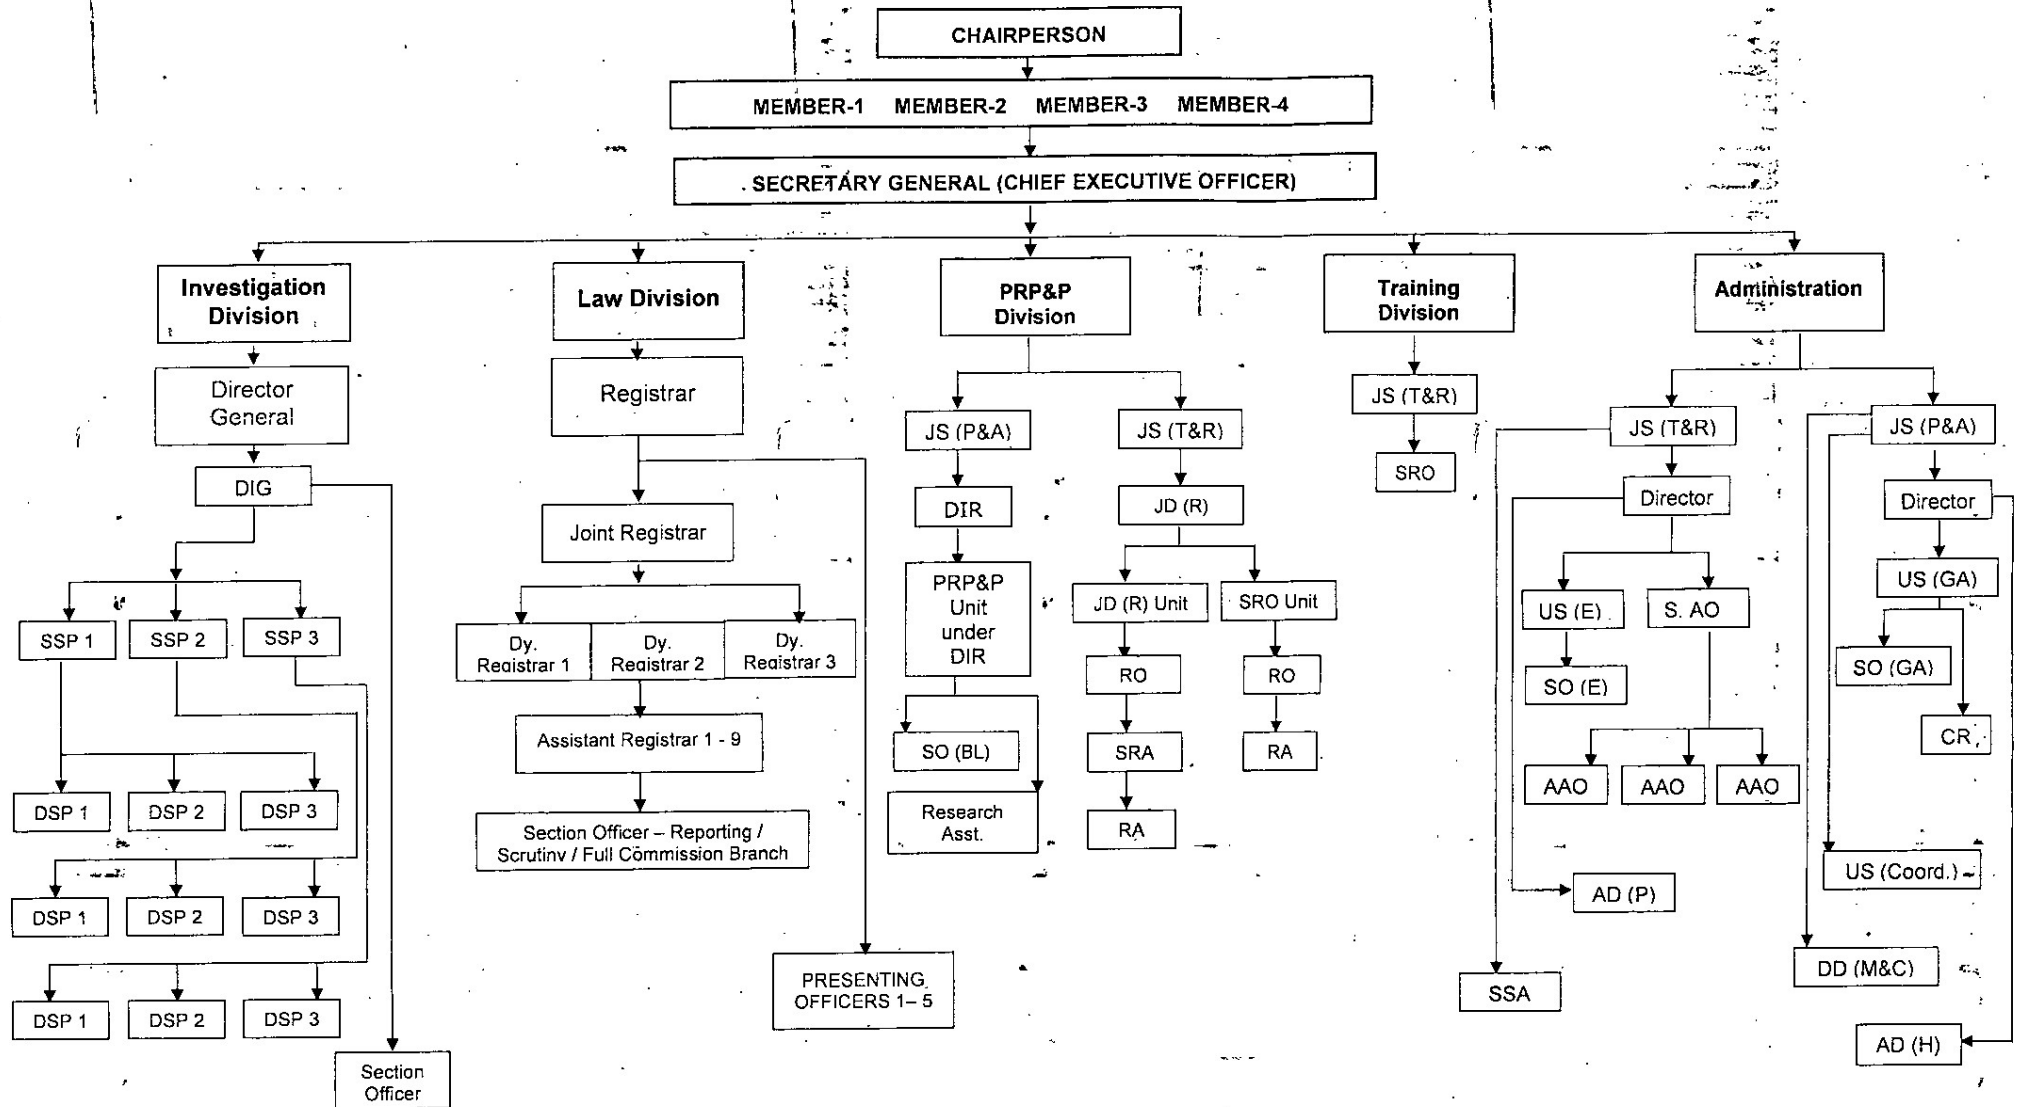 CHAIRPERSON
MEMBER-1 MEMBER-2 MEMBER-3 MEMBER-4
SECRETARY GENERAL (CHIEF EXECUTIVE OFFICER)
Investigation
Division
Law Division
PRP&P
Division
Training
Division
Administration
Director
General
Registrar
JS (P&A)
JS (T&R)
JS (T&R)
JS (T&R)
JS (P&A)
DIG
DIR
JD (R)
SRO
Director
Director
Joint Registrar
PRP&P
Unit
under
DIR
JD (R) Unit
SRO Unit
US (E)
S. AO
US (GA)
SSP 1
SSP 2
SSP 3
Dy.
Registrar 1
Dy.
Registrar 2
Dy.
Registrar 3
RO
RO
SO (E)
SO (GA)
Assistant Registrar 1 - 9
SO (BL)
SRA
RA
CR
DSP 1
DSP 2
DSP 3
Research
Asst.
RA
AAO
AAO
AAO
Section Officer – Reporting /
Scrutiny / Full Commission Branch
US (Coord.)
DSP 1
DSP 2
DSP 3
AD (P)
PRESENTING
OFFICERS 1– 5
SSA
DD (M&C)
DSP 1
DSP 2
DSP 3
AD (H)
Section
Officer